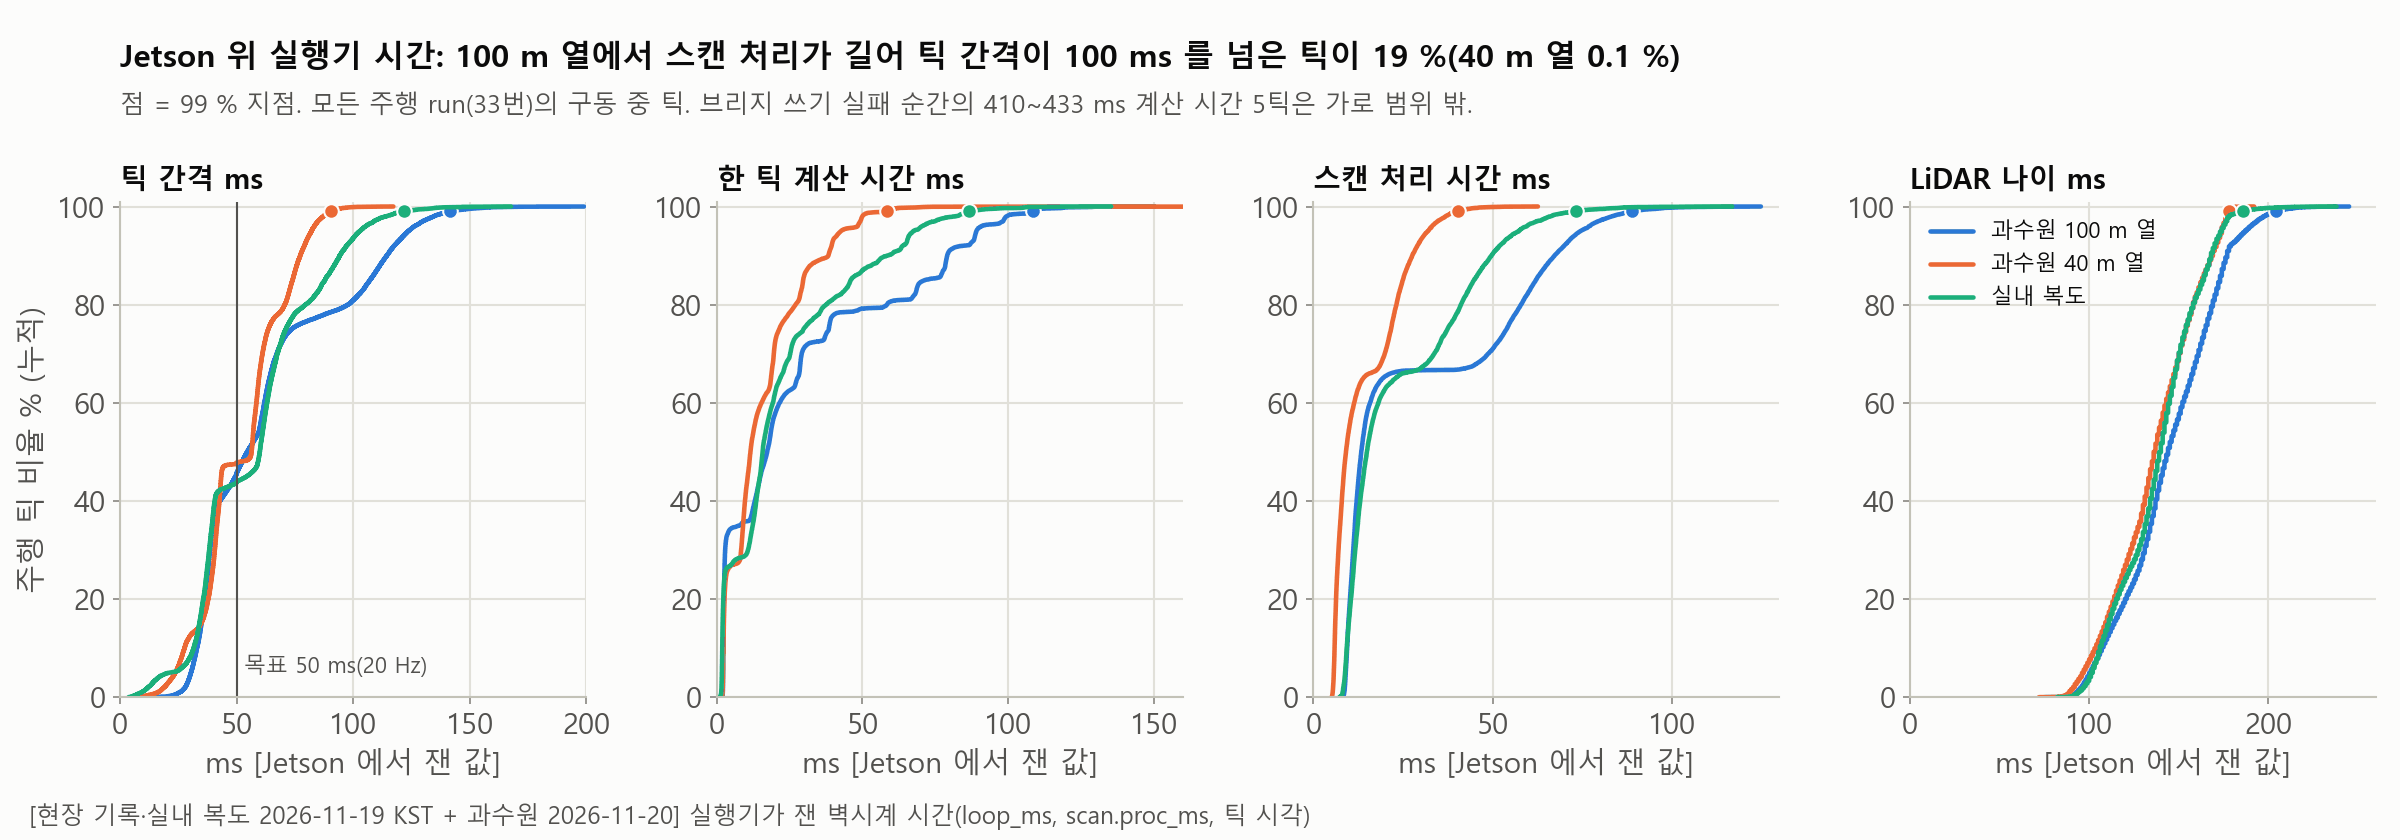 Jetson 위 실행기 시간: 100 m 열에서 스캔 처리가 길어 틱 간격이 100 ms 를 넘은 틱이 19 %(40 m 열 0.1 %)
점 = 99 % 지점. 모든 주행 run(33번)의 구동 중 틱. 브리지 쓰기 실패 순간의 410~433 ms 계산 시간 5틱은 가로 범위 밖.
틱 간격 ms
한 틱 계산 시간 ms
스캔 처리 시간 ms
LiDAR 나이 ms
주행 틱 비율 % (누적)
100
80
60
40
20
0
목표 50 ms(20 Hz)
0 50 100 150 200
ms [Jetson 에서 잰 값]
100
80
60
40
20
0
0 50 100 150
ms [Jetson 에서 잰 값]
100
80
60
40
20
0
0 50 100
ms [Jetson 에서 잰 값]
100
80
60
40
20
0
과수원 100 m 열
과수원 40 m 열
실내 복도
0 100 200
ms [Jetson 에서 잰 값]
[현장 기록·실내 복도 2026-11-19 KST + 과수원 2026-11-20] 실행기가 잰 벽시계 시간(loop_ms, scan.proc_ms, 틱 시각)